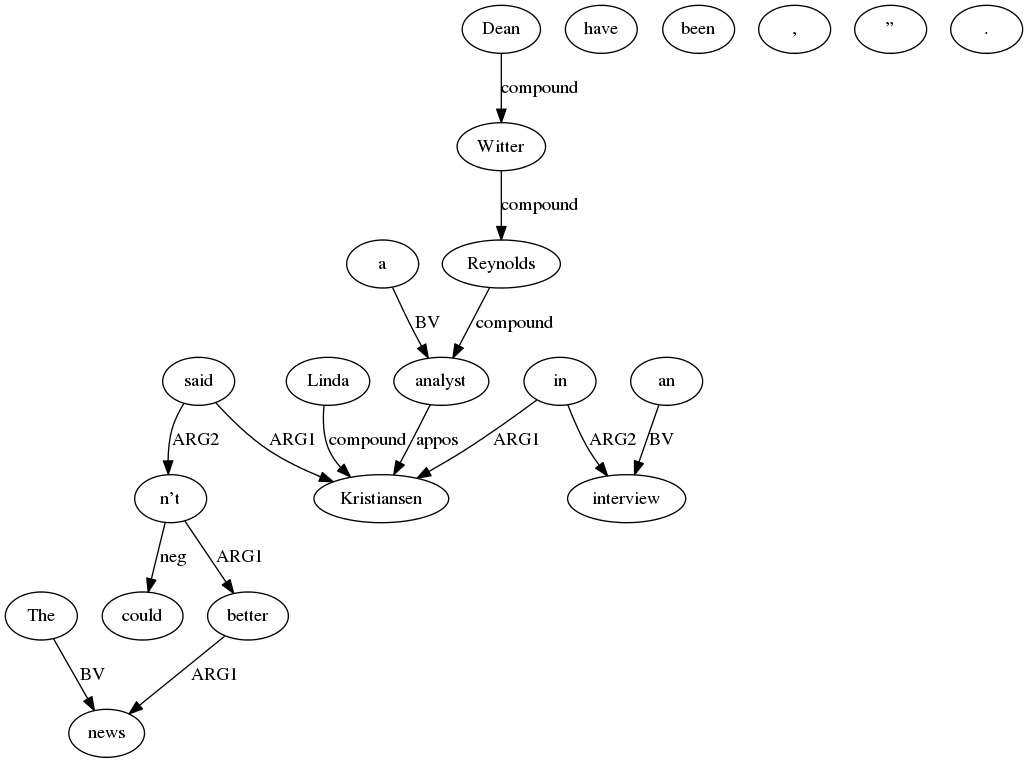 Dean have been , ” .
compound
Witter
compound
a Reynolds
BV compound
said Linda analyst in an
ARG2 ARG1 compound appos ARG1 ARG2 BV
n’t Kristiansen interview
neg ARG1
The could better
BV ARG1
news